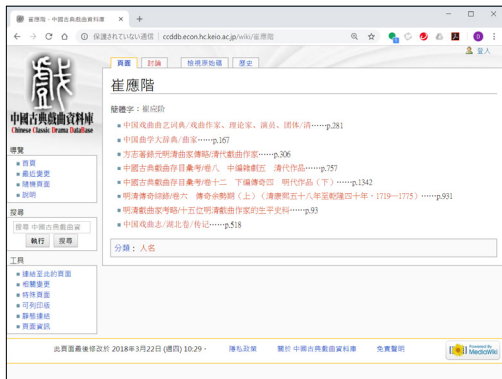 崔應階 - 中國古典戲曲資料庫
保護されていない通信 | ccddb.econ.hc.keio.ac.jp/wiki/崔應階
登入
頁面 討論 檢視原始碼 歷史
戲
中國古典戲曲資料庫
Chinese Classic Drama DataBase
導覽
首頁
最近變更
隨機頁面
說明
搜尋
搜尋 中國古典戲曲資
執行 搜尋
工具
連結至此的頁面
相關變更
特殊頁面
可列印版
靜態連結
頁面資訊
崔應階
簡體字：崔应阶
中国戏曲曲艺词典/戏曲作家、理论家、演员、团体/清……p.281
中国曲学大辞典/曲家……p.167
方志著錄元明清曲家傳略/清代戲曲作家……p.306
中國古典戲曲存目彙考/卷八 中編雜劇五 清代作品……p.757
中國古典戲曲存目彙考/卷十二 下編傳奇四 明代作品（下）……p.1342
明清傳奇綜錄/卷六 傳奇余勢期（上）（清康熙五十八年至乾隆四十年，1719—1775）……p.931
明清戲曲家考略/十五位明清戲曲作家的生平史料……p.93
中国戏曲志/湖北卷/传记……p.518
分類： 人名
此頁面最後修改於 2018年3月22日 (週四) 10:29。
隱私政策 關於 中國古典戲曲資料庫 免責聲明
Powered By
MediaWiki